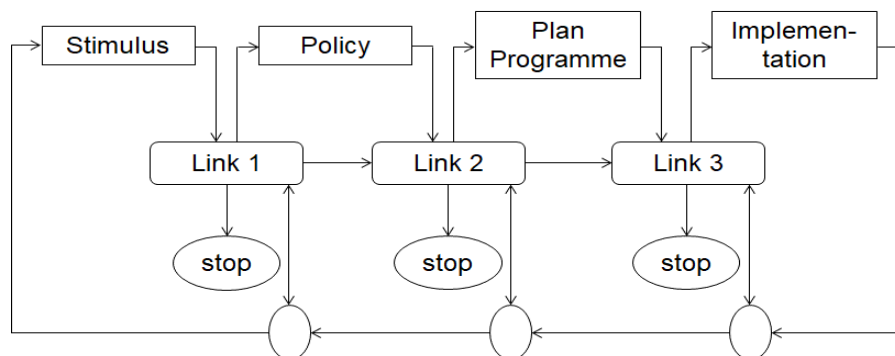 Stimulus
Policy
Plan
Programme
Implemen-
tation
Link 1
Link 2
Link 3
stop
stop
stop